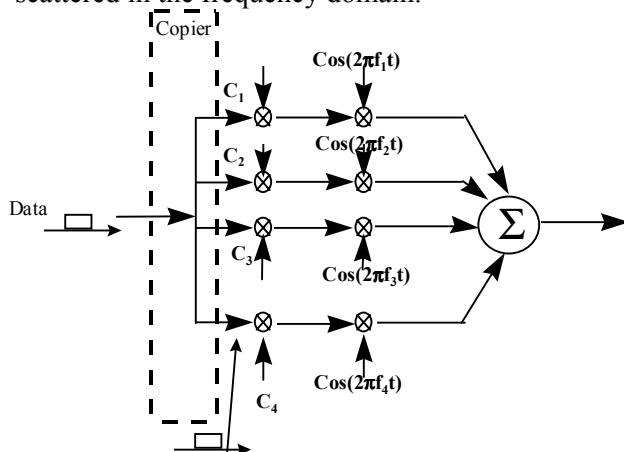 scattered in the frequency domain.
Copier
Cos(2πf₁t)
C₁
Cos(2πf₂t)
C₂
Data
Σ
C₃
Cos(2πf₃t)
Cos(2πf₄t)
C₄